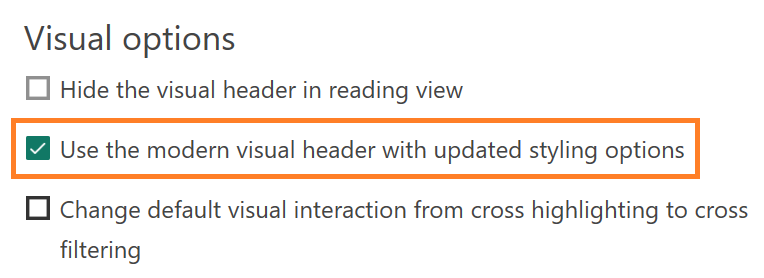 Visual options
Hide the visual header in reading view
Use the modern visual header with updated styling options
Change default visual interaction from cross highlighting to cross
filtering